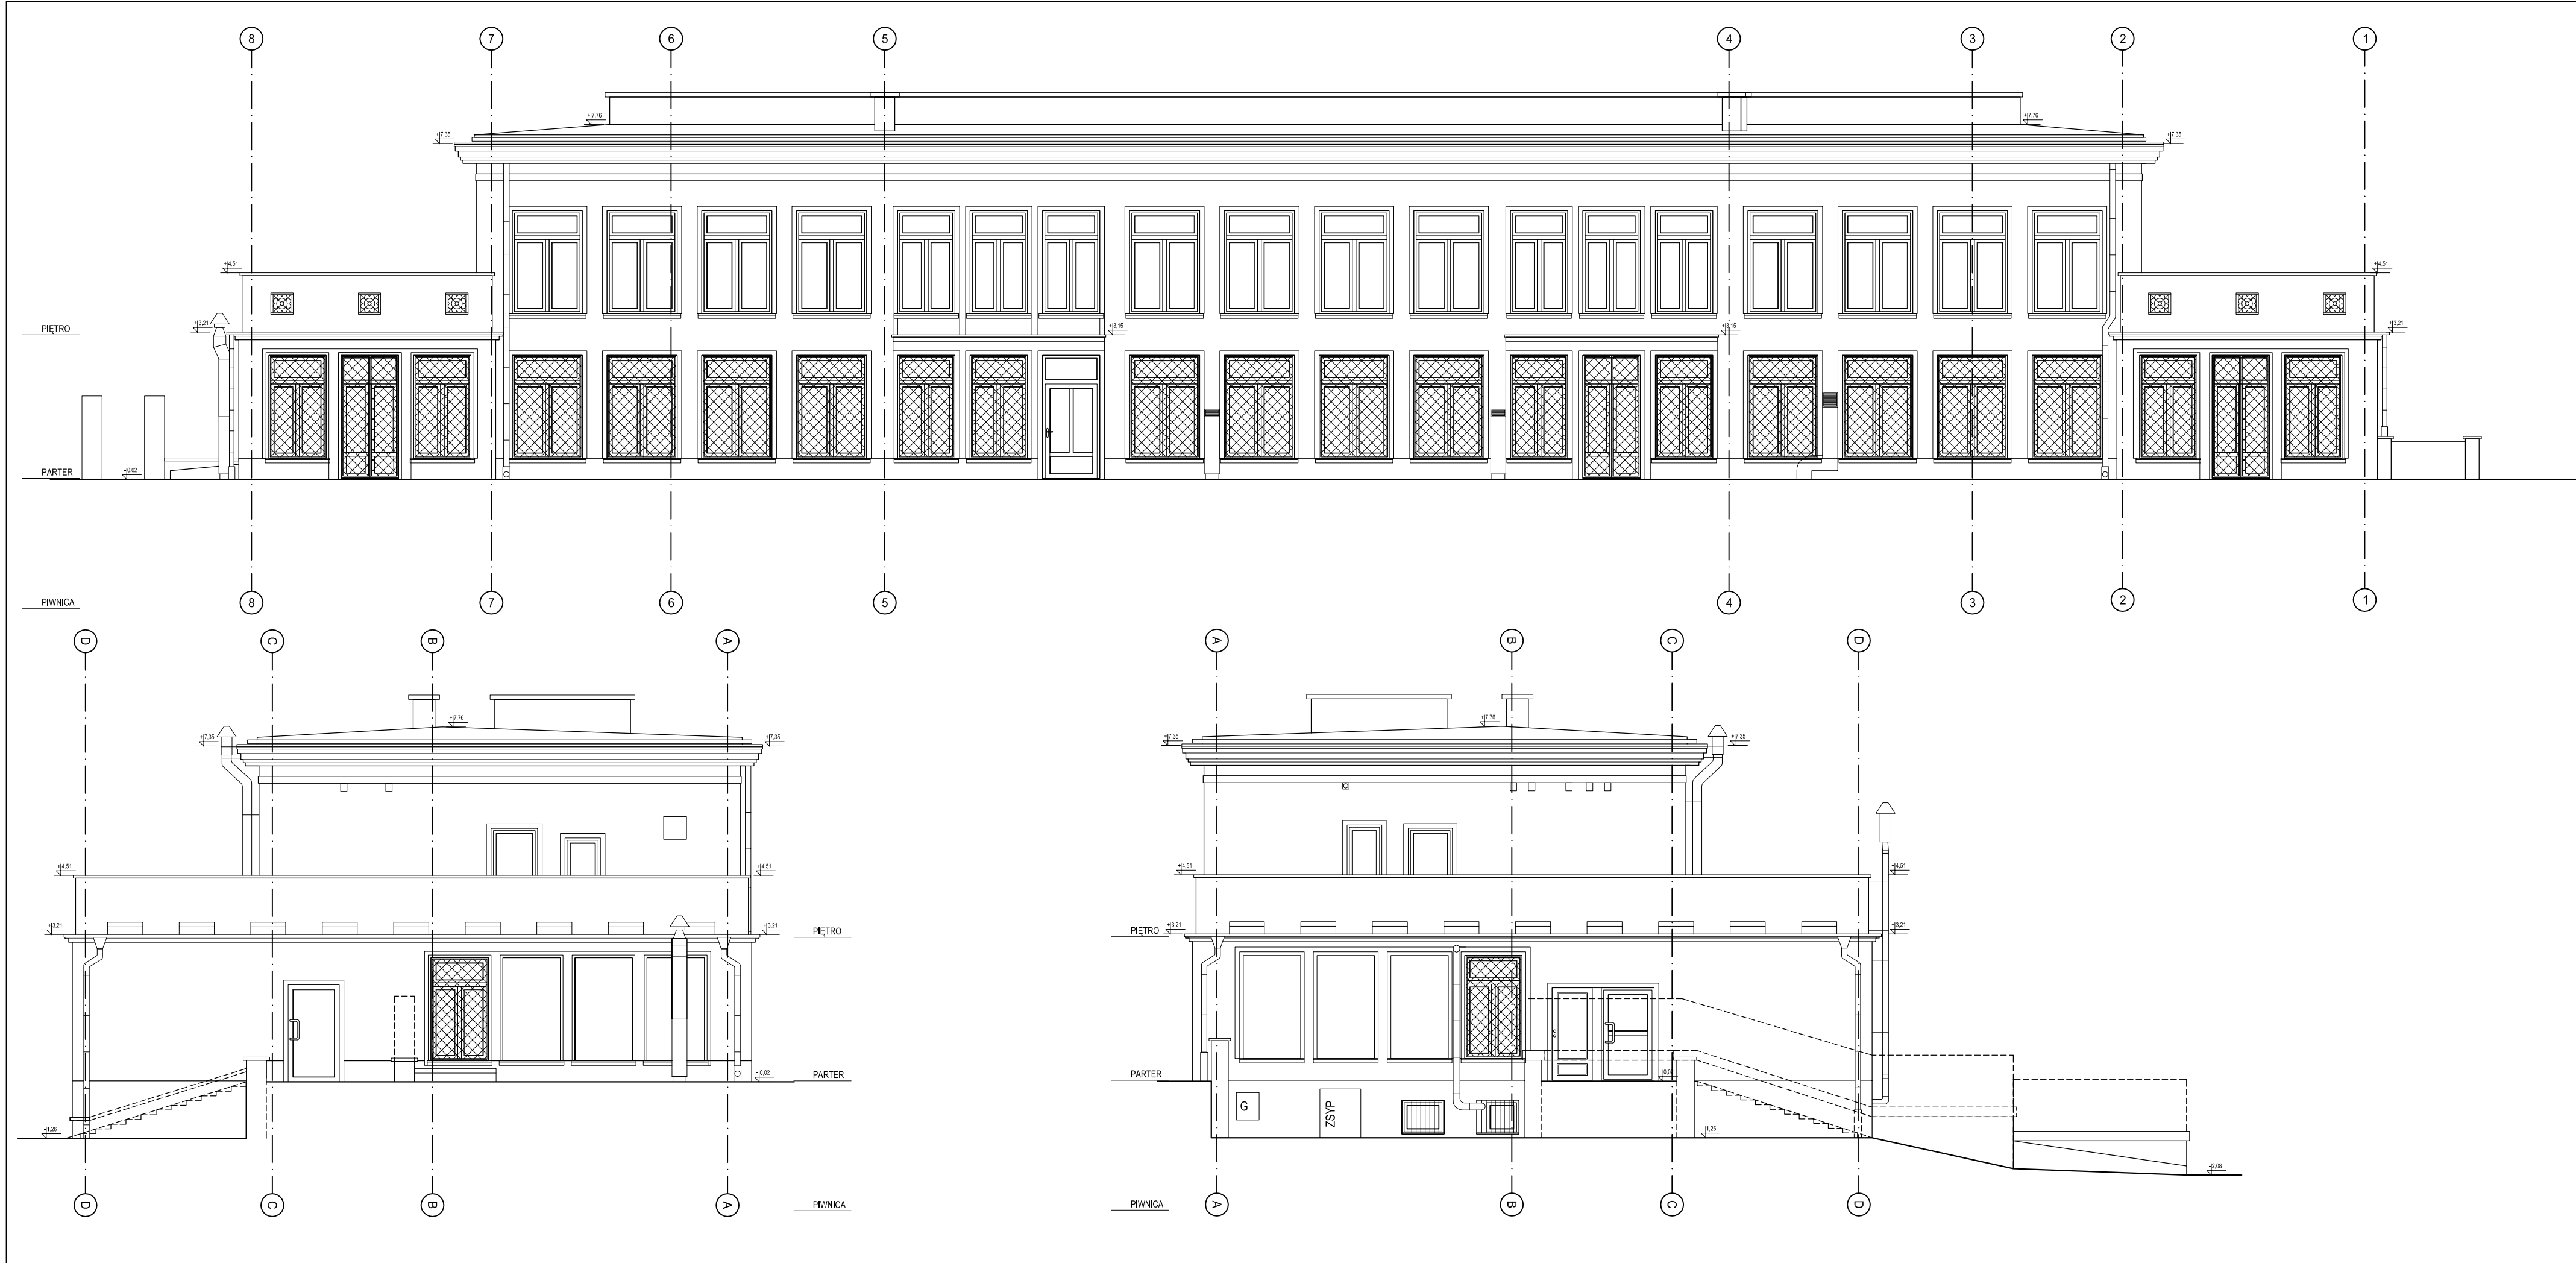 8 7 6 5 4 3 2 1
+7,76 +7,76
+7,35 +7,35
+4,51 +4,51
PIĘTRO +3,21 +3,15 +3,15 +3,21
PARTER -0,02
PIWNICA
8 7 6 5 4 3 2 1
D C B A A B C D
+7,76 +7,76
+7,35 +7,35 +7,35 +7,35
+4,51 +4,51 +4,51 +4,51
+3,21 +3,21 PIĘTRO PIĘTRO +3,21 +3,21
-0,02 PARTER PARTER -0,02
G ZSYP
-1,26 -1,26
-2,08
D C B A PIWNICA PIWNICA A B C D